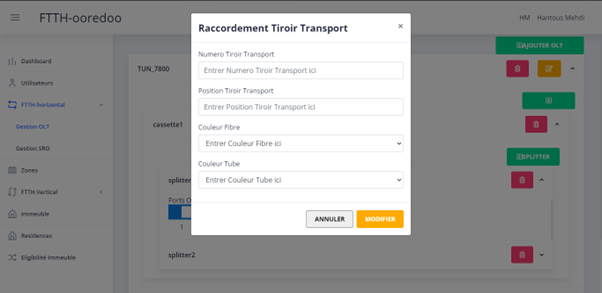 FTTH-ooredoo
HM Hantous Mehdi
Dashboard
Utilisateurs
FTTH horizental
Gestion OLT
Gestion SRO
Zones
FTTH Vertical
Immeuble
Residences
Eligibilité Immeuble
AJOUTER OLT
TUN_7800
cassette1
SPLITTER
splitter
Ports O
1
splitter2
Raccordement Tiroir Transport
×
Numero Tiroir Transport
Entrer Numero Tiroir Transport ici
Position Tiroir Transport
Entrer Position Tiroir Transport ici
Couleur Fibre
Entrer Couleur Fibre ici
Couleur Tube
Entrer Couleur Tube ici
ANNULER
MODIFIER